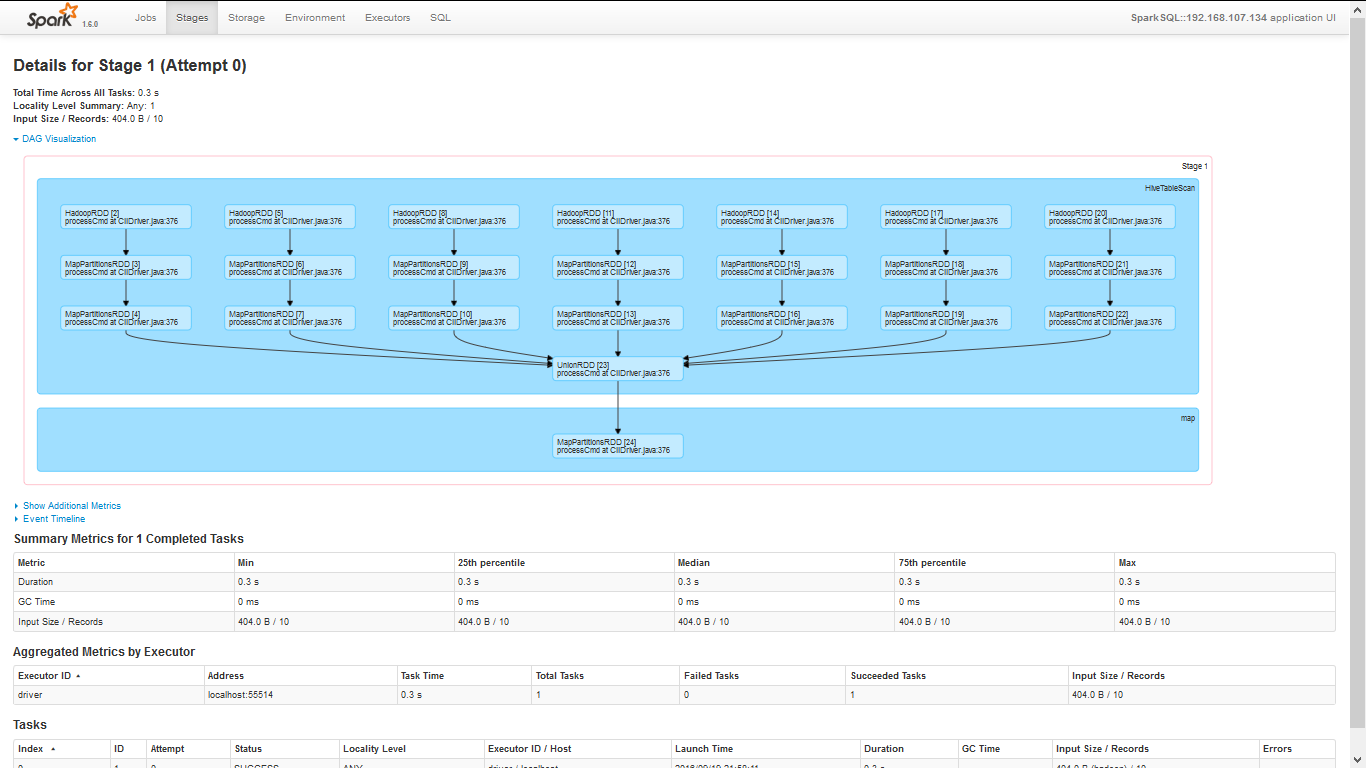 Spark 1.6.0 Jobs Stages Storage Environment Executors SQL SparkSQL::192.168.107.134 application UI
Details for Stage 1 (Attempt 0)
Total Time Across All Tasks: 0.3 s
Locality Level Summary: Any: 1
Input Size / Records: 404.0 B / 10
DAG Visualization
Stage 1
HiveTableScan
HadoopRDD [2] HadoopRDD [5] HadoopRDD [8] HadoopRDD [11] HadoopRDD [14] HadoopRDD [17] HadoopRDD [20]
processCmd at CliDriver.java:376 processCmd at CliDriver.java:376 processCmd at CliDriver.java:376 processCmd at CliDriver.java:376 processCmd at CliDriver.java:376 processCmd at CliDriver.java:376 processCmd at CliDriver.java:376
MapPartitionsRDD [3] MapPartitionsRDD [6] MapPartitionsRDD [9] MapPartitionsRDD [12] MapPartitionsRDD [15] MapPartitionsRDD [18] MapPartitionsRDD [21]
processCmd at CliDriver.java:376 processCmd at CliDriver.java:376 processCmd at CliDriver.java:376 processCmd at CliDriver.java:376 processCmd at CliDriver.java:376 processCmd at CliDriver.java:376 processCmd at CliDriver.java:376
MapPartitionsRDD [4] MapPartitionsRDD [7] MapPartitionsRDD [10] MapPartitionsRDD [13] MapPartitionsRDD [16] MapPartitionsRDD [19] MapPartitionsRDD [22]
processCmd at CliDriver.java:376 processCmd at CliDriver.java:376 processCmd at CliDriver.java:376 processCmd at CliDriver.java:376 processCmd at CliDriver.java:376 processCmd at CliDriver.java:376 processCmd at CliDriver.java:376
UnionRDD [23]
processCmd at CliDriver.java:376
map
MapPartitionsRDD [24]
processCmd at CliDriver.java:376
Show Additional Metrics
Event Timeline
Summary Metrics for 1 Completed Tasks
Metric Min 25th percentile Median 75th percentile Max
Duration 0.3 s 0.3 s 0.3 s 0.3 s 0.3 s
GC Time 0 ms 0 ms 0 ms 0 ms 0 ms
Input Size / Records 404.0 B / 10 404.0 B / 10 404.0 B / 10 404.0 B / 10 404.0 B / 10
Aggregated Metrics by Executor
Executor ID Address Task Time Total Tasks Failed Tasks Succeeded Tasks Input Size / Records
driver localhost:55514 0.3 s 1 0 1 404.0 B / 10
Tasks
Index ID Attempt Status Locality Level Executor ID / Host Launch Time Duration GC Time Input Size / Records Errors
0 1 0 SUCCESS ANY driver / localhost 0.3 s 404.0 B (hadoop) / 10